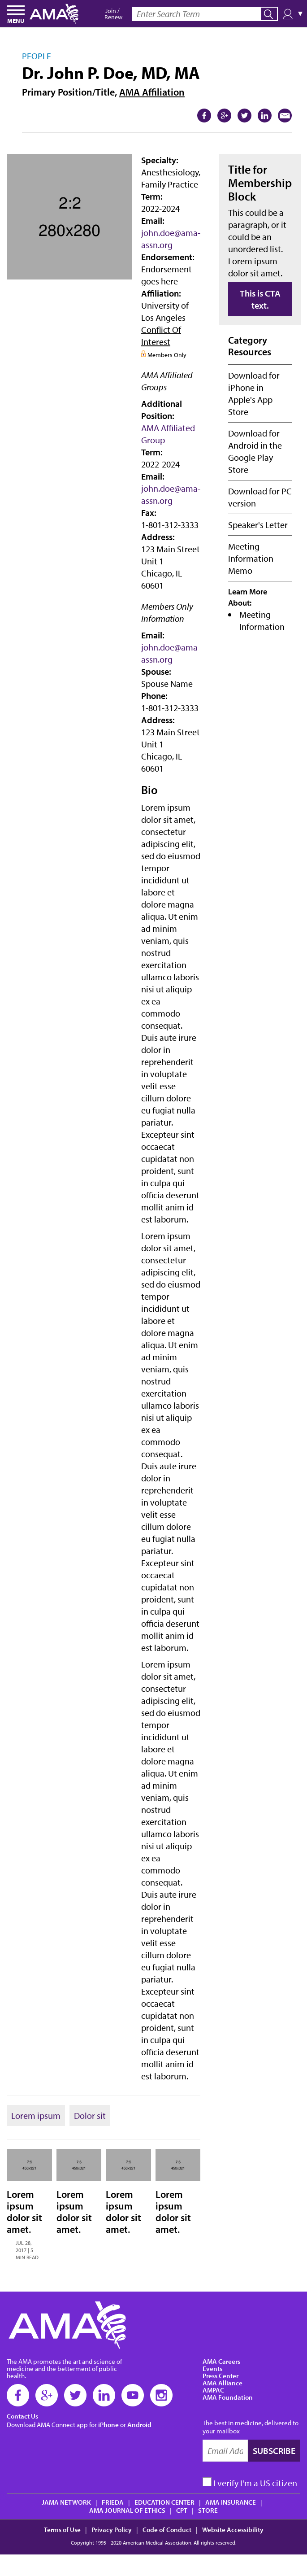 MENU
AMA
Join /
Renew
Enter Search Term
PEOPLE
Dr. John P. Doe, MD, MA
Primary Position/Title, AMA Affiliation
2:2
280x280
Specialty:
Anesthesiology,
Family Practice
Term:
2022-2024
Email:
john.doe@ama-
assn.org
Endorsement:
Endorsement
goes here
Affiliation:
University of
Los Angeles
Conflict Of
Interest
Members Only
AMA Affiliated
Groups
Additional
Position:
AMA Affiliated
Group
Term:
2022-2024
Email:
john.doe@ama-
assn.org
Fax:
1-801-312-3333
Address:
123 Main Street
Unit 1
Chicago, IL
60601
Members Only
Information
Email:
john.doe@ama-
assn.org
Spouse:
Spouse Name
Phone:
1-801-312-3333
Address:
123 Main Street
Unit 1
Chicago, IL
60601
Bio
Lorem ipsum
dolor sit amet,
consectetur
adipiscing elit,
sed do eiusmod
tempor
incididunt ut
labore et
dolore magna
aliqua. Ut enim
ad minim
veniam, quis
nostrud
exercitation
ullamco laboris
nisi ut aliquip
ex ea
commodo
consequat.
Duis aute irure
dolor in
reprehenderit
in voluptate
velit esse
cillum dolore
eu fugiat nulla
pariatur.
Excepteur sint
occaecat
cupidatat non
proident, sunt
in culpa qui
officia deserunt
mollit anim id
est laborum.
Lorem ipsum
dolor sit amet,
consectetur
adipiscing elit,
sed do eiusmod
tempor
incididunt ut
labore et
dolore magna
aliqua. Ut enim
ad minim
veniam, quis
nostrud
exercitation
ullamco laboris
nisi ut aliquip
ex ea
commodo
consequat.
Duis aute irure
dolor in
reprehenderit
in voluptate
velit esse
cillum dolore
eu fugiat nulla
pariatur.
Excepteur sint
occaecat
cupidatat non
proident, sunt
in culpa qui
officia deserunt
mollit anim id
est laborum.
Lorem ipsum
dolor sit amet,
consectetur
adipiscing elit,
sed do eiusmod
tempor
incididunt ut
labore et
dolore magna
aliqua. Ut enim
ad minim
veniam, quis
nostrud
exercitation
ullamco laboris
nisi ut aliquip
ex ea
commodo
consequat.
Duis aute irure
dolor in
reprehenderit
in voluptate
velit esse
cillum dolore
eu fugiat nulla
pariatur.
Excepteur sint
occaecat
cupidatat non
proident, sunt
in culpa qui
officia deserunt
mollit anim id
est laborum.
Title for
Membership
Block
This could be a
paragraph, or it
could be an
unordered list.
Lorem ipsum
dolor sit amet.
This is CTA
text.
Category
Resources
Download for
iPhone in
Apple's App
Store
Download for
Android in the
Google Play
Store
Download for PC
version
Speaker's Letter
Meeting
Information
Memo
Learn More
About:
• Meeting
Information
Lorem ipsum
Dolor sit
Lorem
ipsum
dolor sit
amet.
JUL 28,
2017 | 5
MIN READ
Lorem
ipsum
dolor sit
amet.
Lorem
ipsum
dolor sit
amet.
Lorem
ipsum
dolor sit
amet.
AMA
The AMA promotes the art and science of
medicine and the betterment of public
health.
Contact Us
Download AMA Connect app for iPhone or Android
AMA Careers
Events
Press Center
AMA Alliance
AMPAC
AMA Foundation
The best in medicine, delivered to
your mailbox
Email Add
SUBSCRIBE
I verify I'm a US citizen
JAMA NETWORK | FRIEDA | EDUCATION CENTER | AMA INSURANCE |
AMA JOURNAL OF ETHICS | CPT | STORE
Terms of Use | Privacy Policy | Code of Conduct | Website Accessibility
Copyright 1995 - 2020 American Medical Association. All rights reserved.